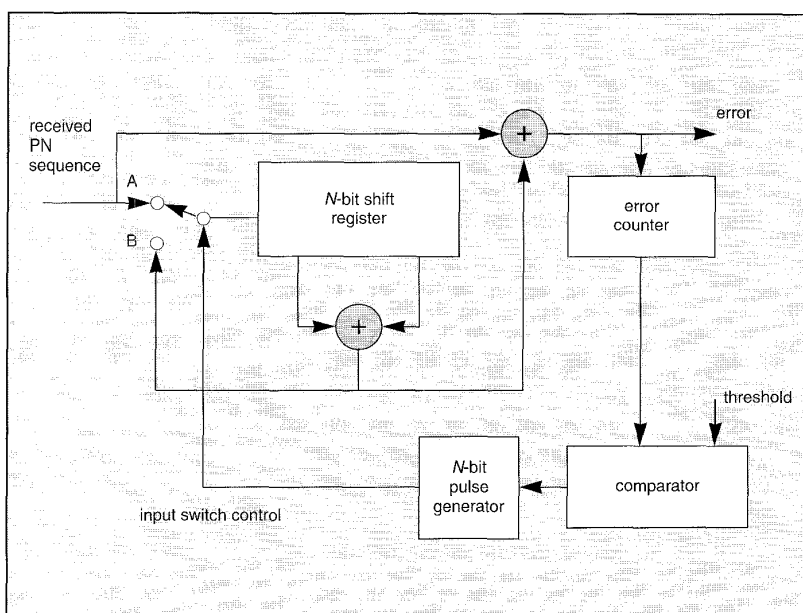 received
PN
sequence
A
B
N-bit shift
register
+
+
error
error
counter
threshold
comparator
N-bit
pulse
generator
input switch control